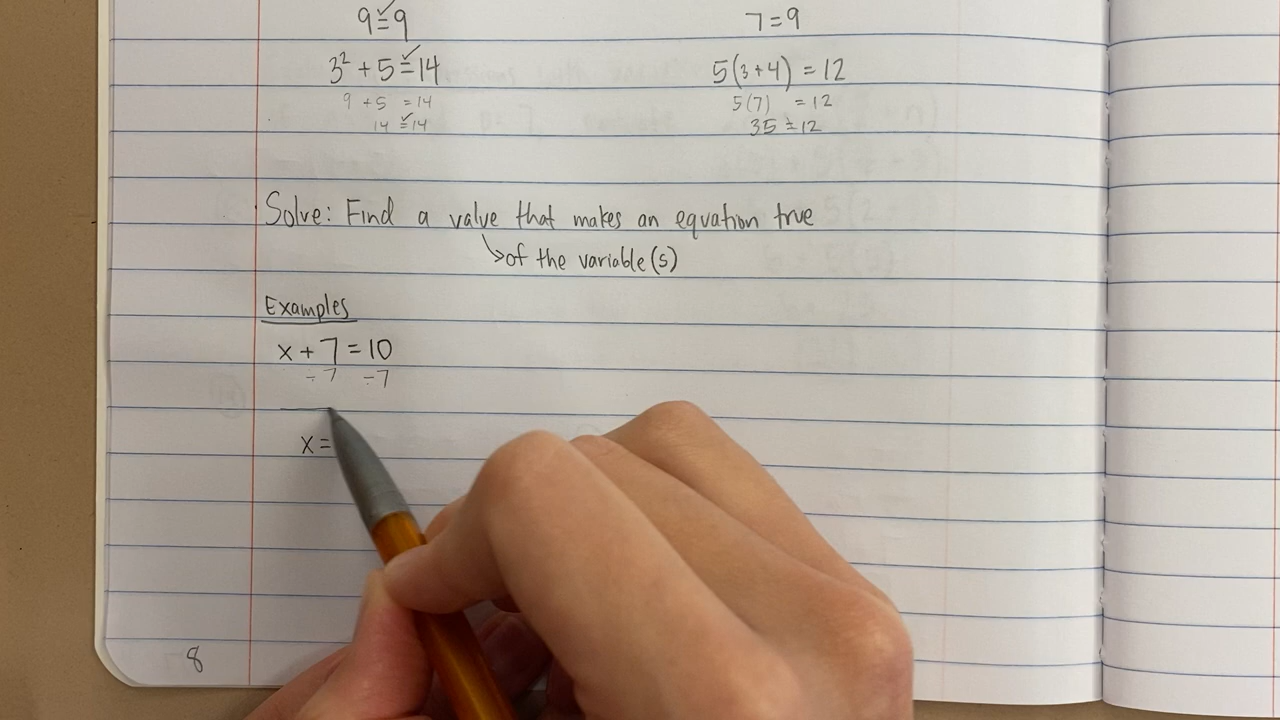 9 ≟ 9
7 = 9
3² + 5 = 14
5(3+4) = 12
9 + 5 = 14
5(7) = 12
14 = 14
35 = 12
Solve: Find a value that makes an equation true
of the variable(s)
Examples
x + 7 = 10
- 7 - 7
x =
8